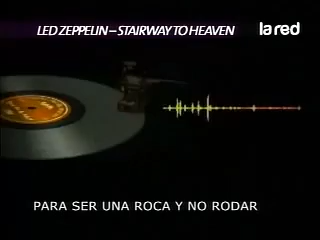 LED ZEPPELIN – STAIRWAY TO HEAVEN
la red
PARA SER UNA ROCA Y NO RODAR